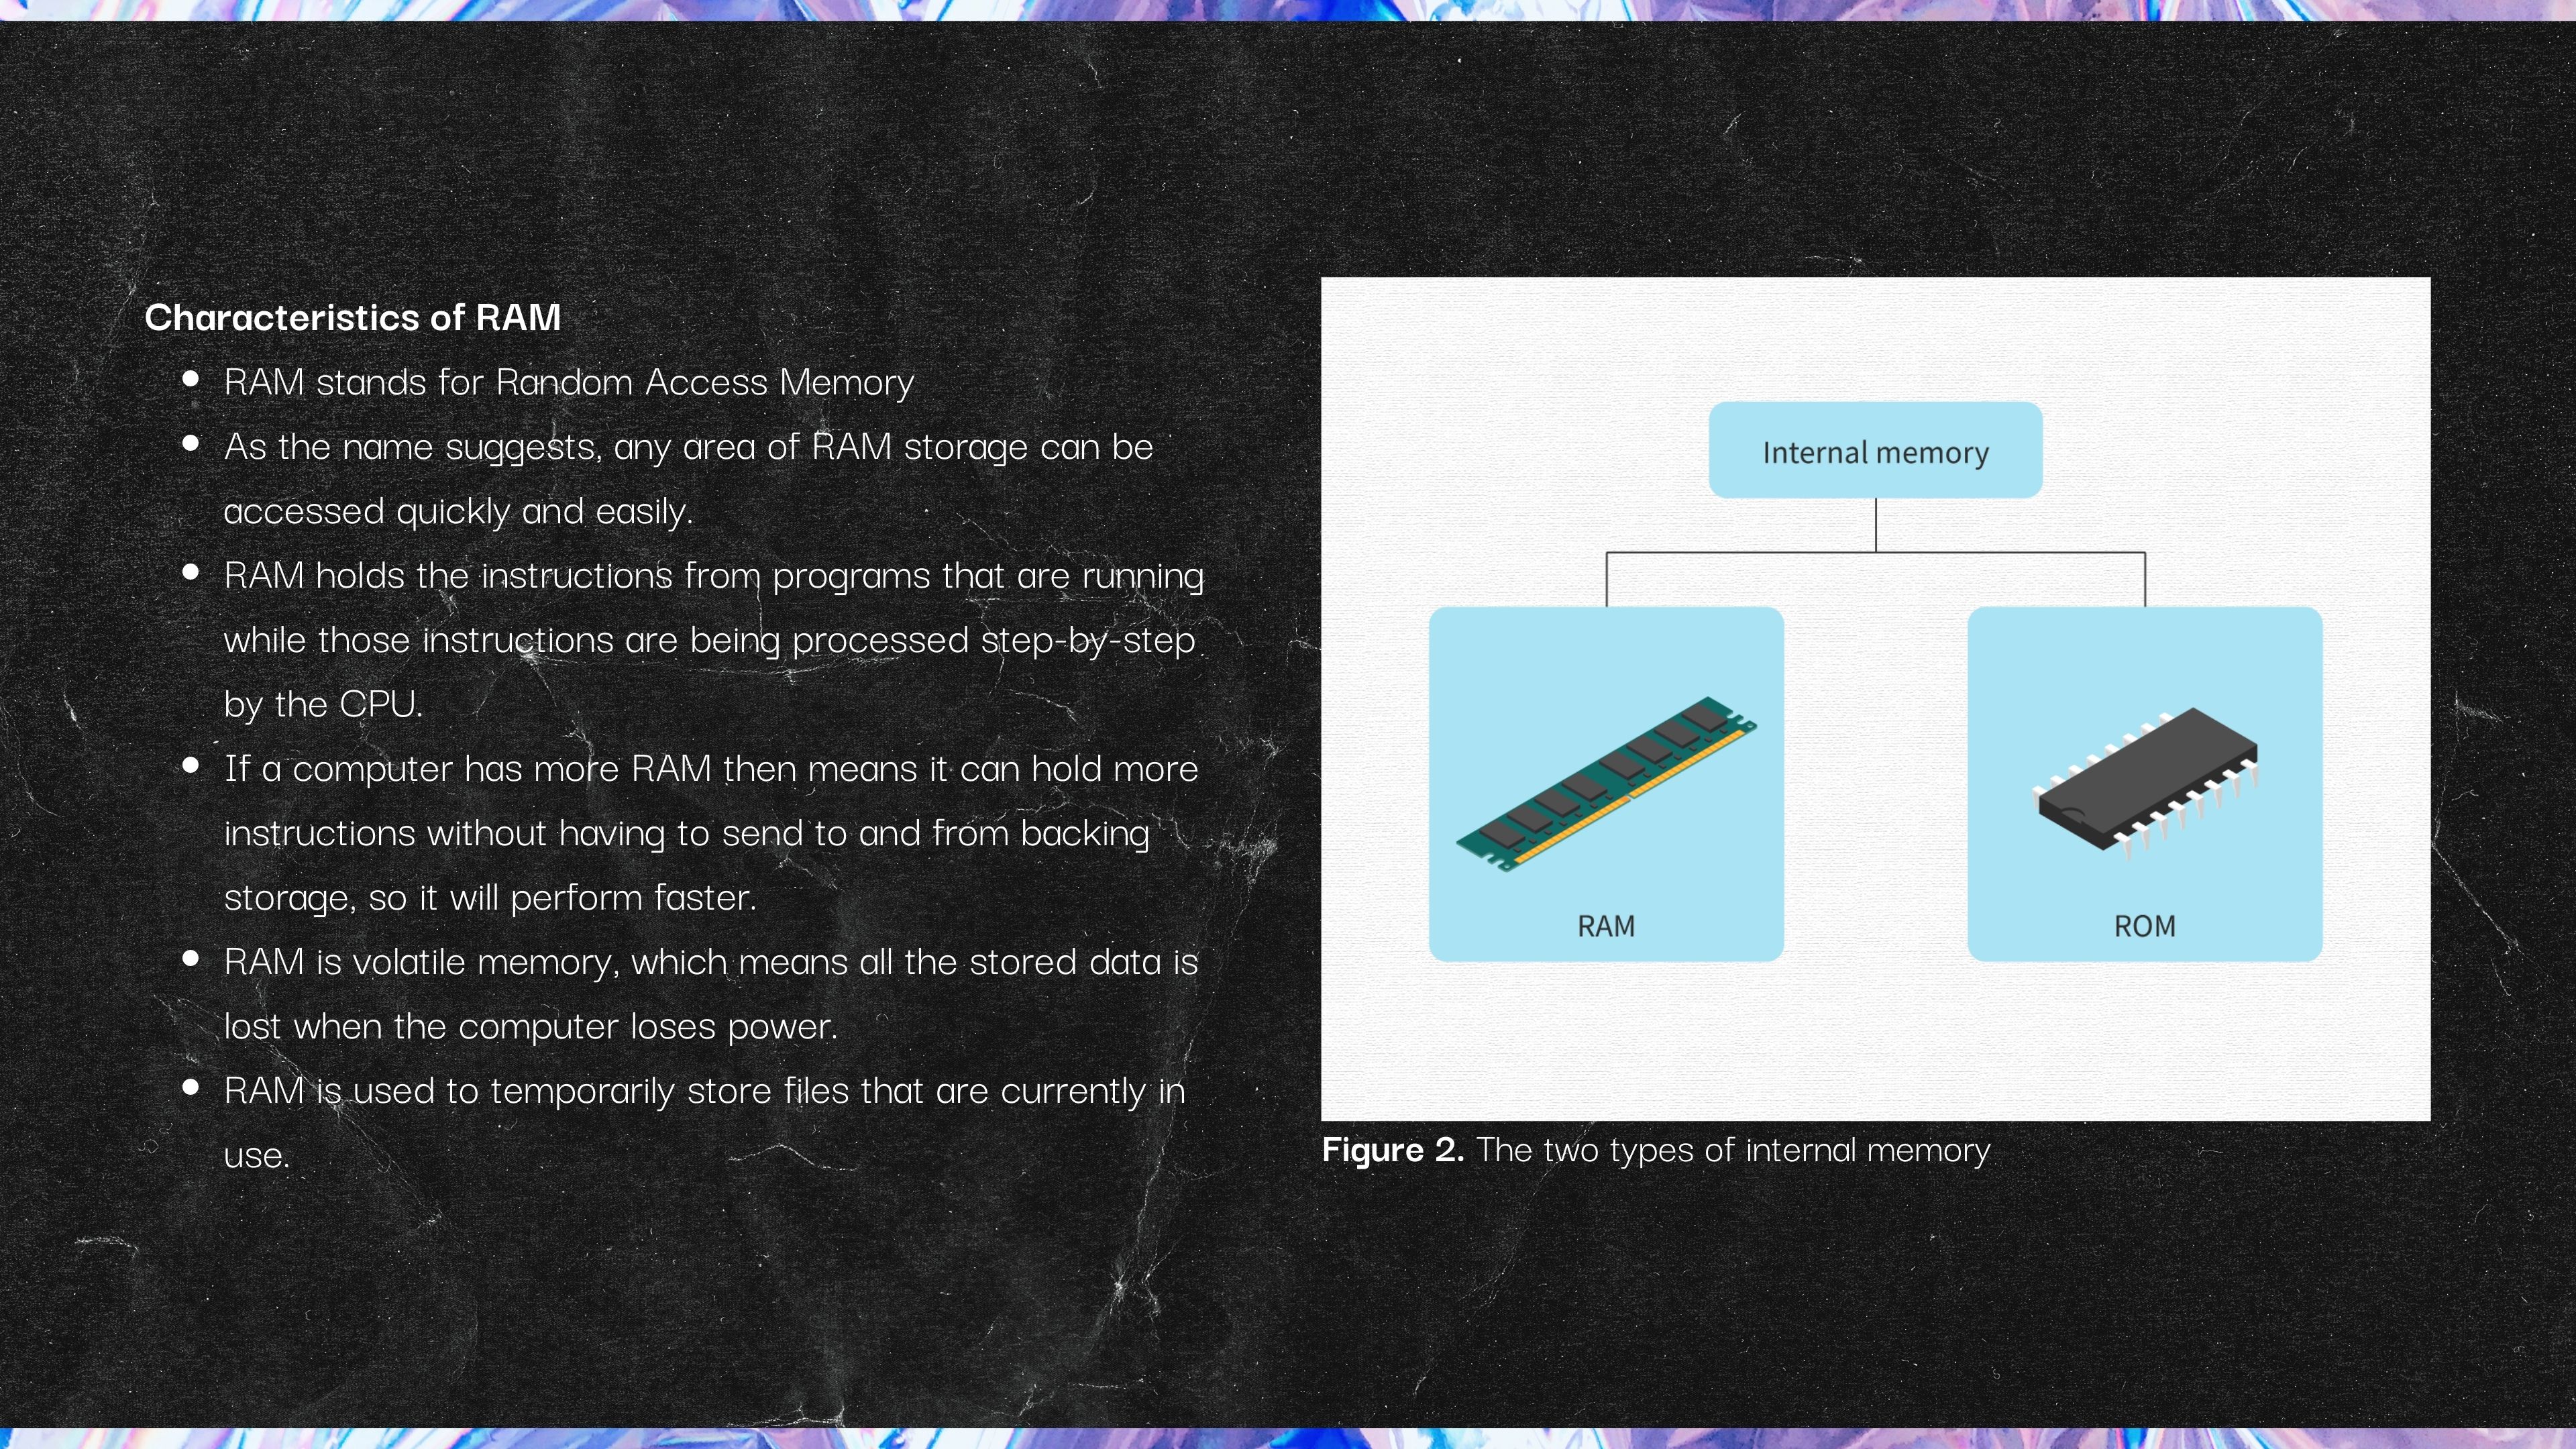 Characteristics of RAM
• RAM stands for Random Access Memory
• As the name suggests, any area of RAM storage can be
accessed quickly and easily.
• RAM holds the instructions from programs that are running
while those instructions are being processed step-by-step
by the CPU.
• If a computer has more RAM then means it can hold more
instructions without having to send to and from backing
storage, so it will perform faster.
• RAM is volatile memory, which means all the stored data is
lost when the computer loses power.
• RAM is used to temporarily store files that are currently in
use.
Internal memory
RAM
ROM
Figure 2. The two types of internal memory